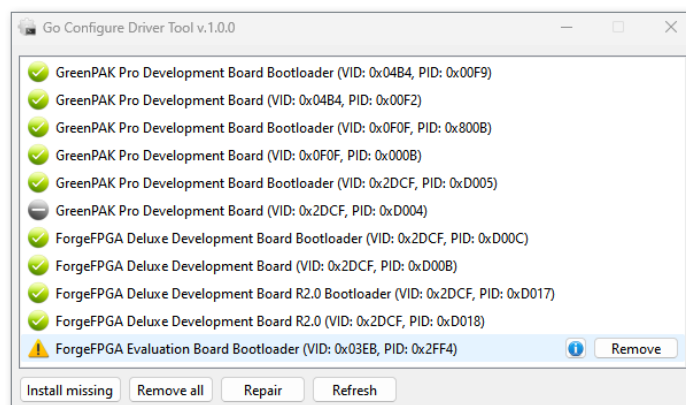 Go Configure Driver Tool v.1.0.0
GreenPAK Pro Development Board Bootloader (VID: 0x04B4, PID: 0x00F9)
GreenPAK Pro Development Board (VID: 0x04B4, PID: 0x00F2)
GreenPAK Pro Development Board Bootloader (VID: 0x0F0F, PID: 0x800B)
GreenPAK Pro Development Board (VID: 0x0F0F, PID: 0x000B)
GreenPAK Pro Development Board Bootloader (VID: 0x2DCF, PID: 0xD005)
GreenPAK Pro Development Board (VID: 0x2DCF, PID: 0xD004)
ForgeFPGA Deluxe Development Board Bootloader (VID: 0x2DCF, PID: 0xD00C)
ForgeFPGA Deluxe Development Board (VID: 0x2DCF, PID: 0xD00B)
ForgeFPGA Deluxe Development Board R2.0 Bootloader (VID: 0x2DCF, PID: 0xD017)
ForgeFPGA Deluxe Development Board R2.0 (VID: 0x2DCF, PID: 0xD018)
ForgeFPGA Evaluation Board Bootloader (VID: 0x03EB, PID: 0x2FF4) Remove
Install missing Remove all Repair Refresh